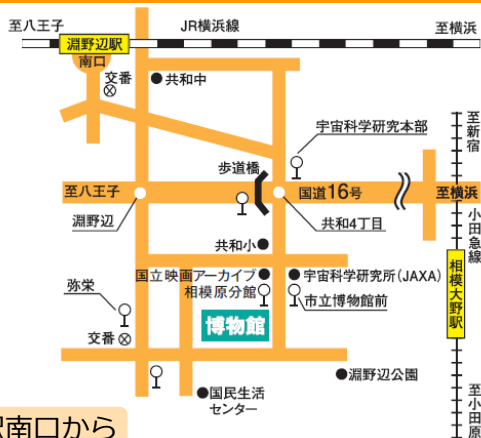 至八王子
JR横浜線
至横浜
淵野辺駅
南口
交番
共和中
至新宿
宇宙科学研究本部
歩道橋
至八王子
国道16号
至横浜
淵野辺
共和4丁目
小田急線
共和小
国立映画アーカイブ
相模原分館
宇宙科学研究所(JAXA)
市立博物館前
相模大野駅
弥栄
博物館
交番
淵野辺公園
国民生活
センター
至小田原
駅南口から